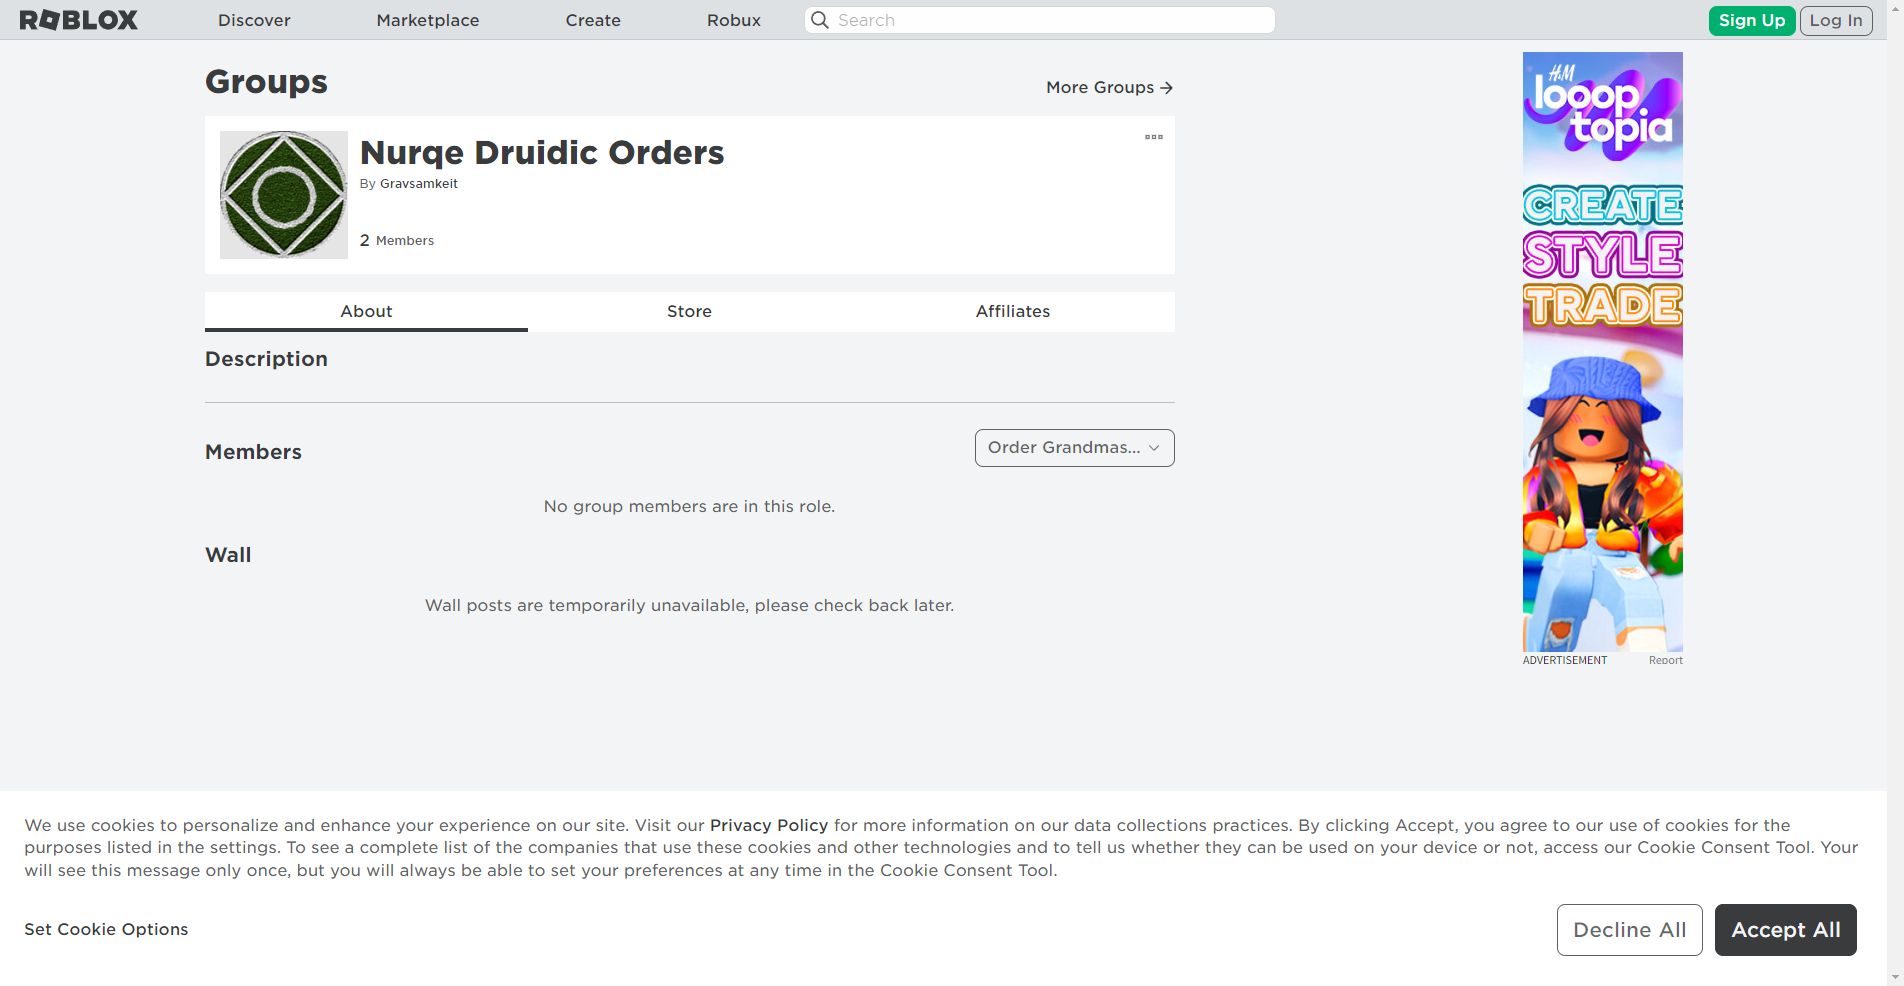 ROBLOX
Discover
Marketplace
Create
Robux
Search
Sign Up
Log In
Groups
More Groups
Nurqe Druidic Orders
By Gravsamkeit
2 Members
About
Store
Affiliates
Description
Members
Order Grandmas...
No group members are in this role.
Wall
Wall posts are temporarily unavailable, please check back later.
H&M
looop
topia
CREATE
STYLE
TRADE
ADVERTISEMENT
Report
We use cookies to personalize and enhance your experience on our site. Visit our Privacy Policy for more information on our data collections practices. By clicking Accept, you agree to our use of cookies for the
purposes listed in the settings. To see a complete list of the companies that use these cookies and other technologies and to tell us whether they can be used on your device or not, access our Cookie Consent Tool. Your
will see this message only once, but you will always be able to set your preferences at any time in the Cookie Consent Tool.
Set Cookie Options
Decline All
Accept All